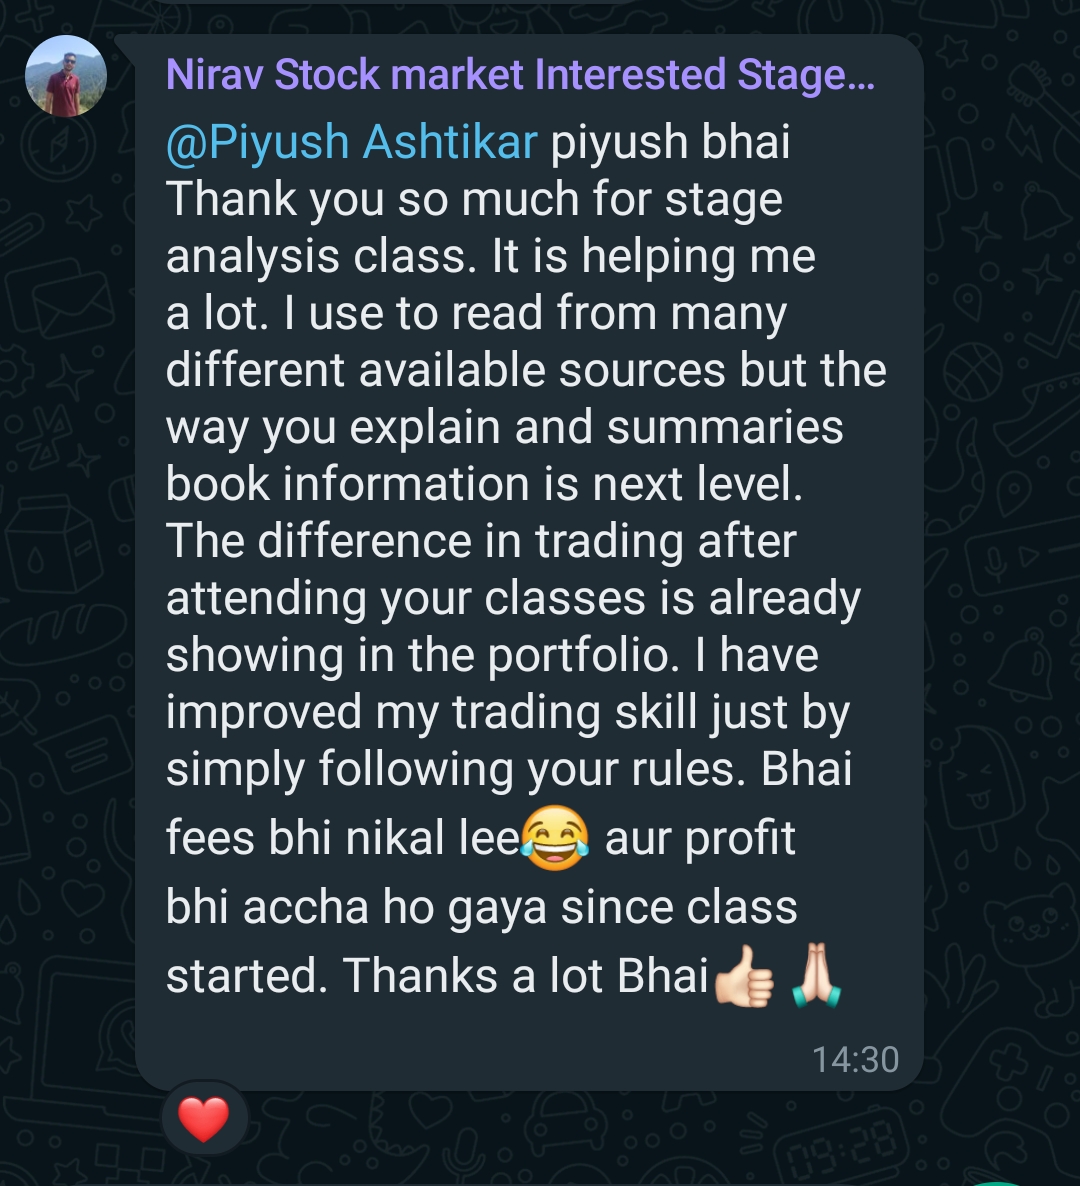 Nirav Stock market Interested Stage...
@Piyush Ashtikar piyush bhai
Thank you so much for stage
analysis class. It is helping me
a lot. I use to read from many
different available sources but the
way you explain and summaries
book information is next level.
The difference in trading after
attending your classes is already
showing in the portfolio. I have
improved my trading skill just by
simply following your rules. Bhai
fees bhi nikal lee😂 aur profit
bhi accha ho gaya since class
started. Thanks a lot Bhai👍🏻 🙏🏻
14:30
❤️
09:28